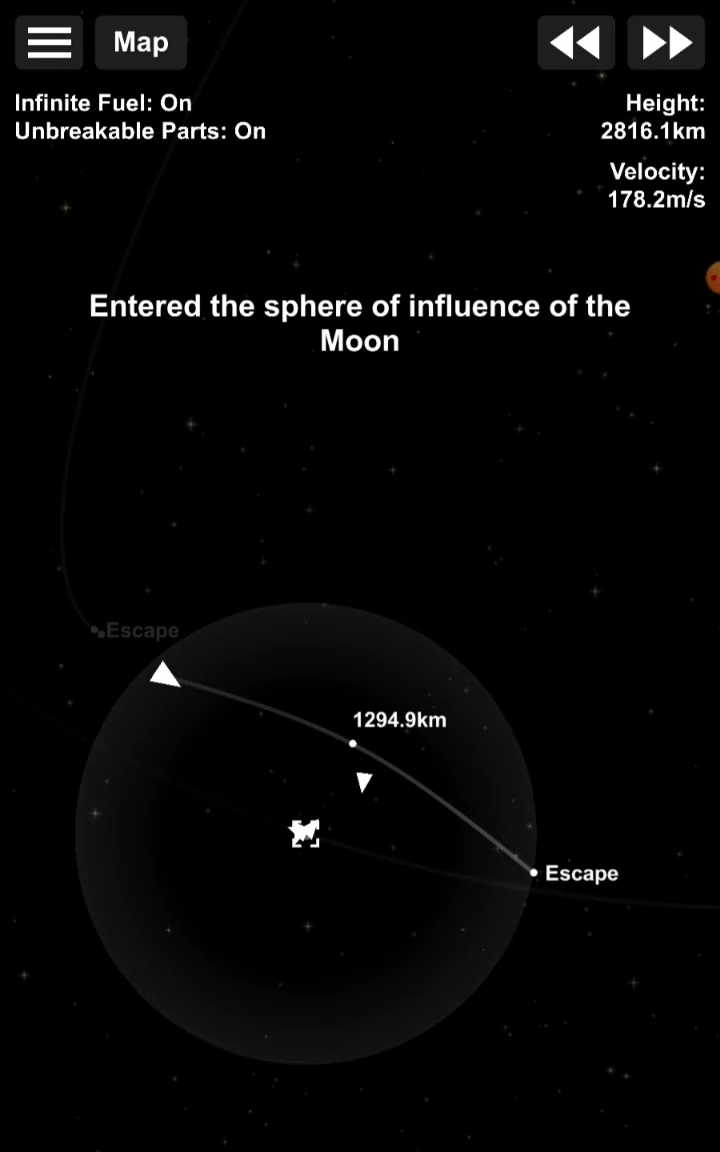 Map
Infinite Fuel: On
Unbreakable Parts: On
Height:
2816.1km
Velocity:
178.2m/s
Entered the sphere of influence of the
Moon
Escape
1294.9km
Escape